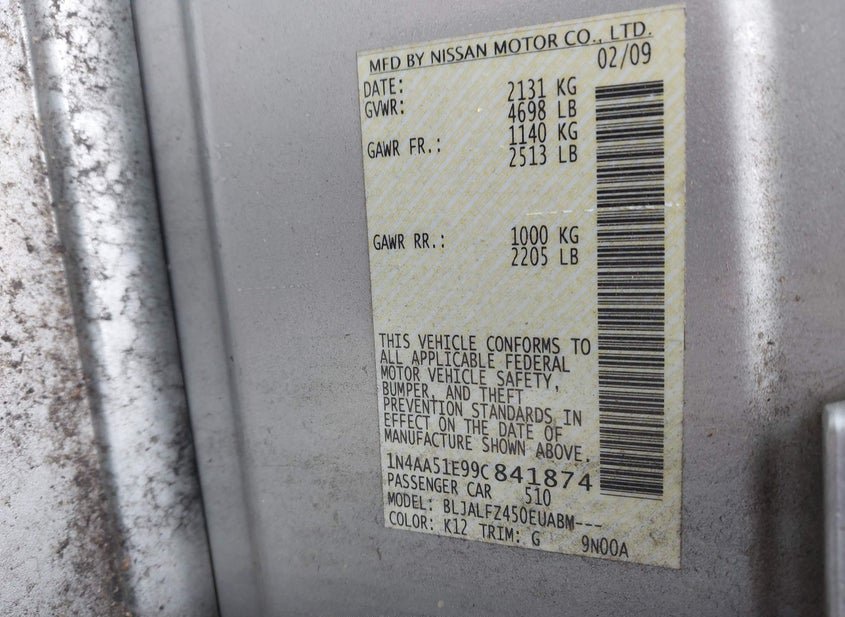 MFD BY NISSAN MOTOR CO., LTD.
DATE: 02/09
GVWR: 2131 KG
4698 LB
GAWR FR.: 1140 KG
2513 LB
GAWR RR.: 1000 KG
2205 LB
THIS VEHICLE CONFORMS TO
ALL APPLICABLE FEDERAL
MOTOR VEHICLE SAFETY,
BUMPER, AND THEFT
PREVENTION STANDARDS IN
EFFECT ON THE DATE OF
MANUFACTURE SHOWN ABOVE.
1N4AA51E99C841874
PASSENGER CAR 510
MODEL: BLJALFZ450EUABM---
COLOR: K12 TRIM: G 9N00A